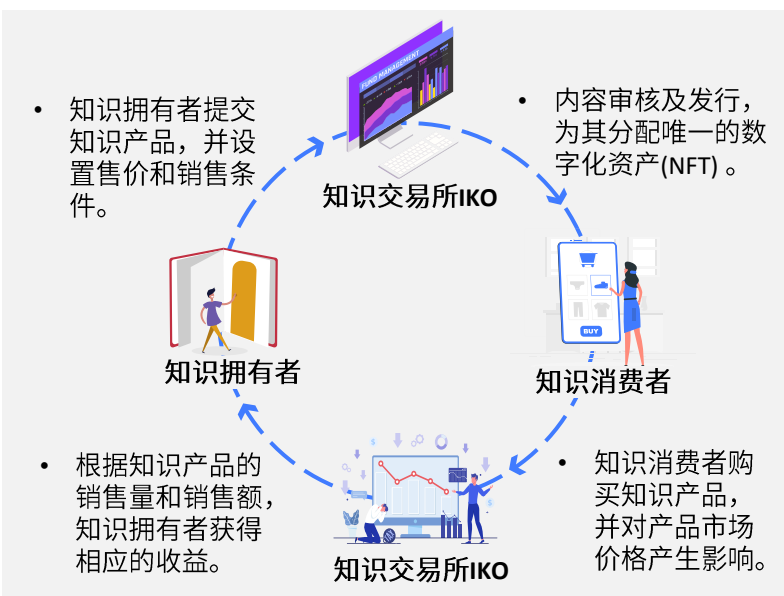 FUND MANAGEMENT
• 知识拥有者提交
知识产品，并设
置售价和销售条
件。
• 内容审核及发行，
为其分配唯一的数
字化资产(NFT) 。
知识交易所IKO
BUY
知识拥有者
知识消费者
• 根据知识产品的
销售量和销售额，
知识拥有者获得
相应的收益。
• 知识消费者购
买知识产品，
并对产品市场
价格产生影响。
知识交易所IKO